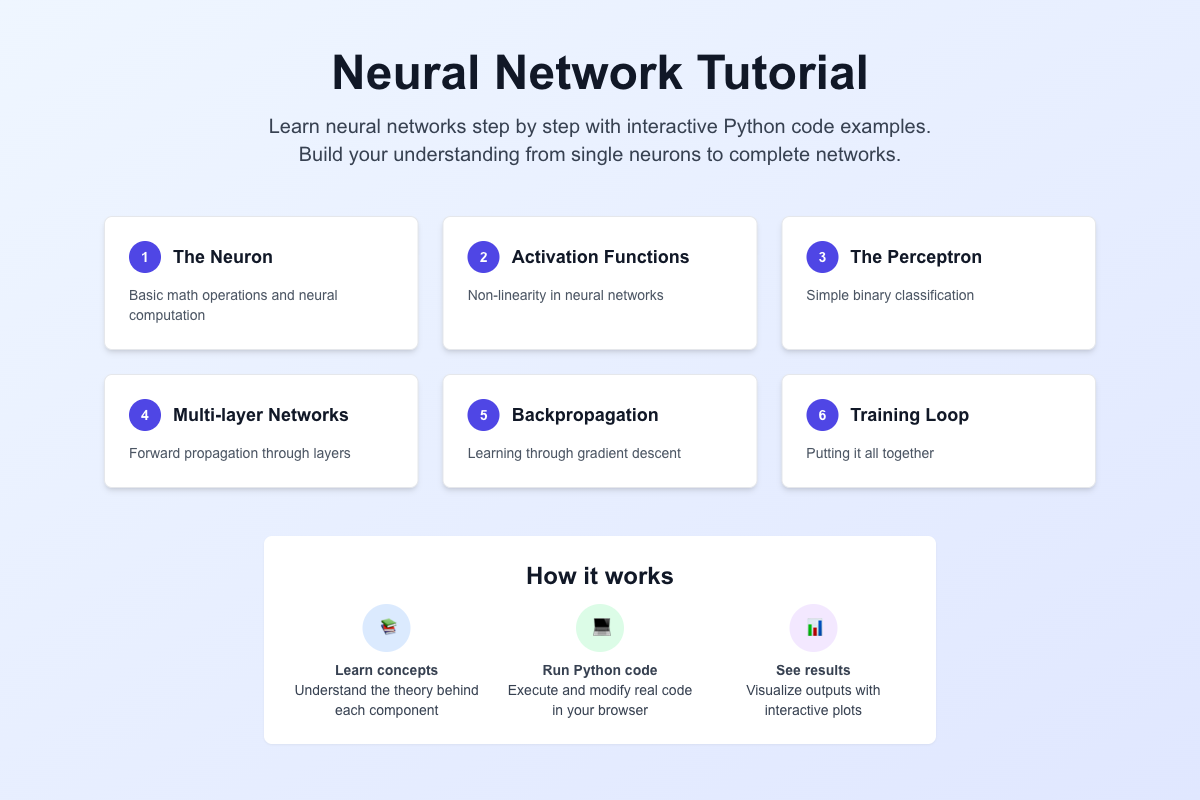 Neural Network Tutorial
Learn neural networks step by step with interactive Python code examples.
Build your understanding from single neurons to complete networks.
1 The Neuron
Basic math operations and neural
computation
2 Activation Functions
Non-linearity in neural networks
3 The Perceptron
Simple binary classification
4 Multi-layer Networks
Forward propagation through layers
5 Backpropagation
Learning through gradient descent
6 Training Loop
Putting it all together
How it works
Learn concepts
Understand the theory behind
each component
Run Python code
Execute and modify real code
in your browser
See results
Visualize outputs with
interactive plots